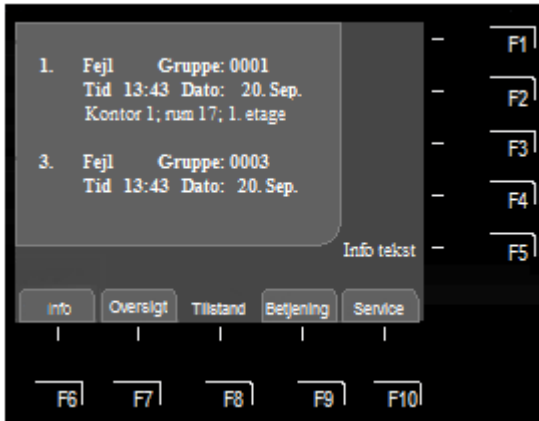 1. Fejl Gruppe: 0001
Tid 13:43 Dato: 20. Sep.
Kontor 1; rum 17; 1. etage
3. Fejl Gruppe: 0003
Tid 13:43 Dato: 20. Sep.
Info tekst
Info Oversigt Tilstand Betjening Service
F1
F2
F3
F4
F5
F6 F7 F8 F9 F10